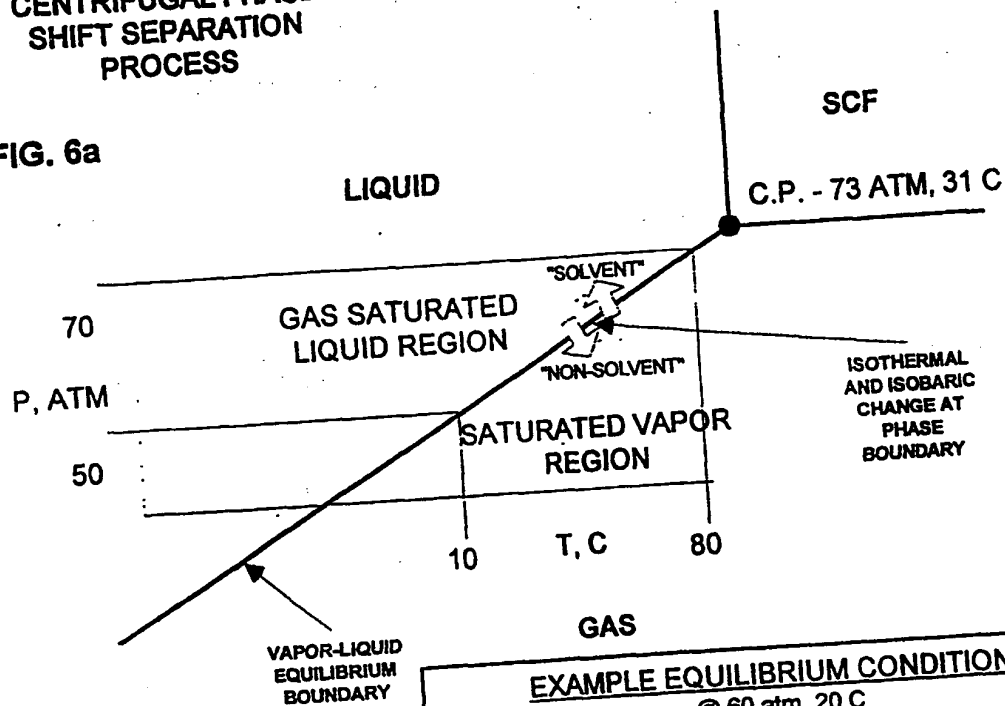 SHIFT SEPARATION
PROCESS
FIG. 6a
SCF
LIQUID
C.P. - 73 ATM, 31 C
"SOLVENT"
70
GAS SATURATED
LIQUID REGION
"NON-SOLVENT"
ISOTHERMAL
AND ISOBARIC
CHANGE AT
PHASE
BOUNDARY
P, ATM
SATURATED VAPOR
REGION
50
10
T, C
80
GAS
VAPOR-LIQUID
EQUILIBRIUM
BOUNDARY
EXAMPLE EQUILIBRIUM CONDITION
@ 60 atm, 20 C